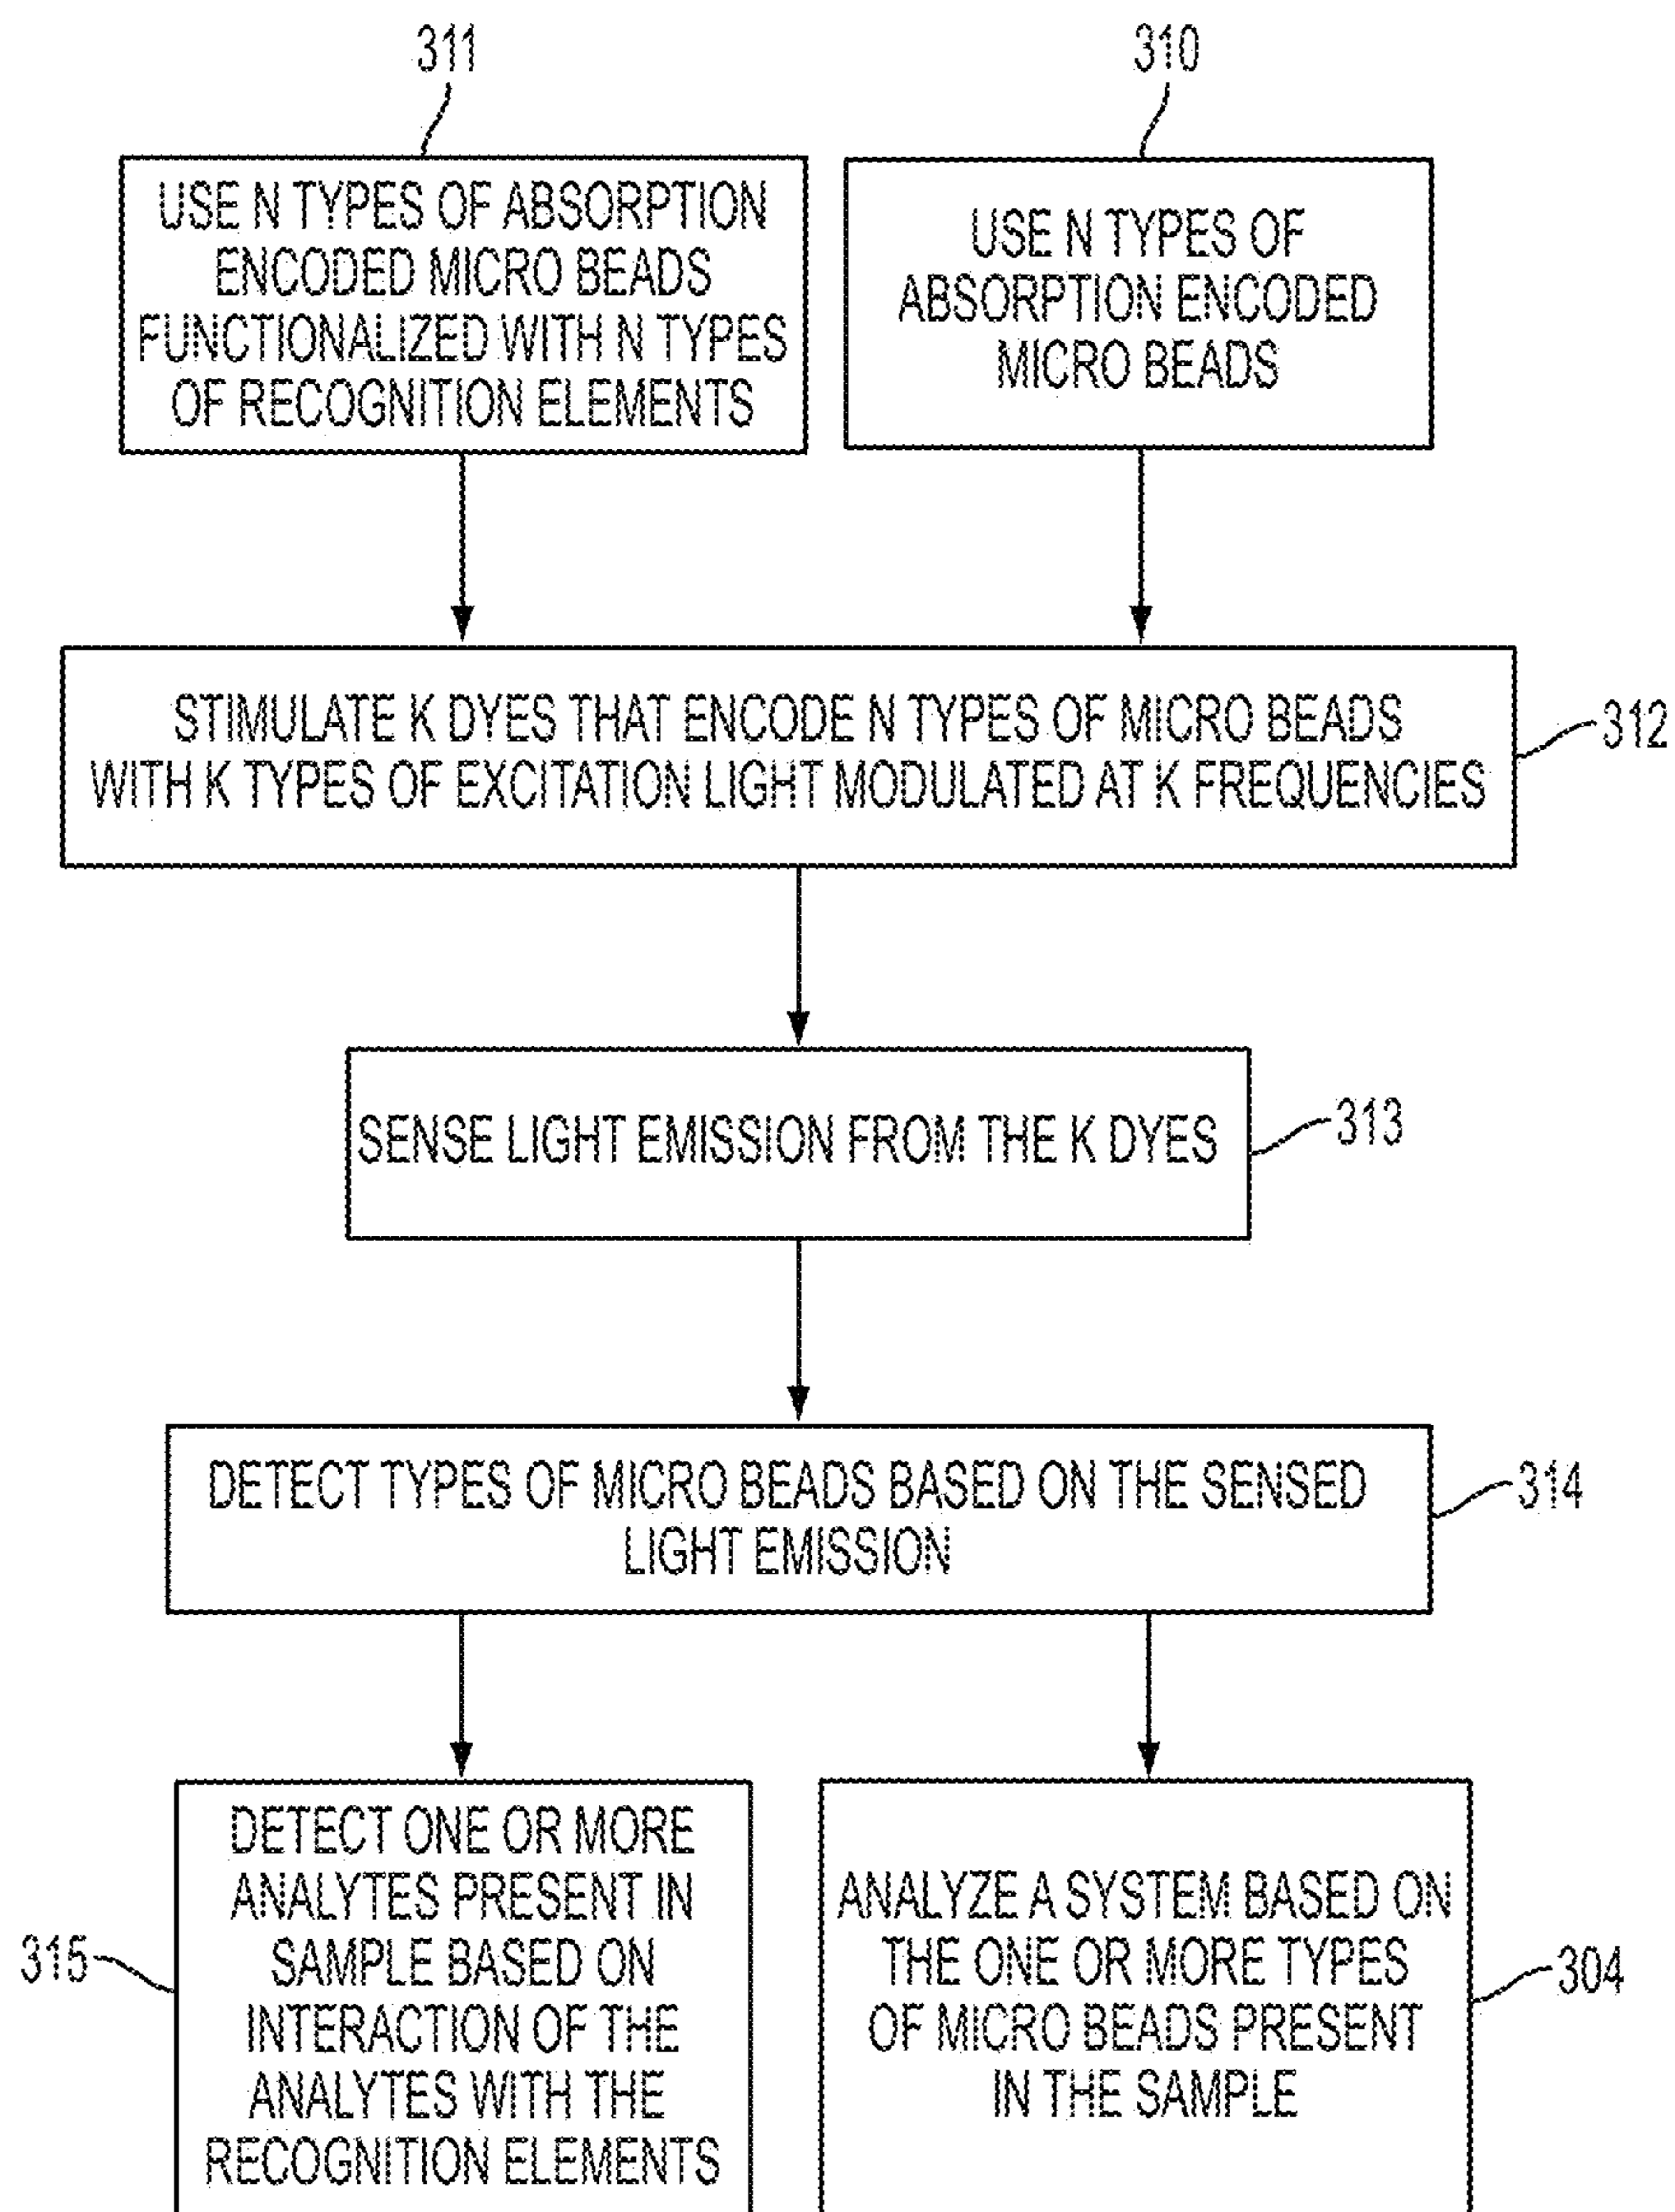 311
310
USE N TYPES OF ABSORPTION
ENCODED MICRO BEADS
FUNCTIONALIZED WITH N TYPES
OF RECOGNITION ELEMENTS
USE N TYPES OF
ABSORPTION ENCODED
MICRO BEADS
STIMULATE K DYES THAT ENCODE N TYPES OF MICRO BEADS
WITH K TYPES OF EXCITATION LIGHT MODULATED AT K FREQUENCIES
312
SENSE LIGHT EMISSION FROM THE K DYES
313
DETECT TYPES OF MICRO BEADS BASED ON THE SENSED
LIGHT EMISSION
314
DETECT ONE OR MORE
ANALYTES PRESENT IN
SAMPLE BASED ON
INTERACTION OF THE
ANALYTES WITH THE
RECOGNITION ELEMENTS
315
ANALYZE A SYSTEM BASED ON
THE ONE OR MORE TYPES
OF MICRO BEADS PRESENT
IN THE SAMPLE
304